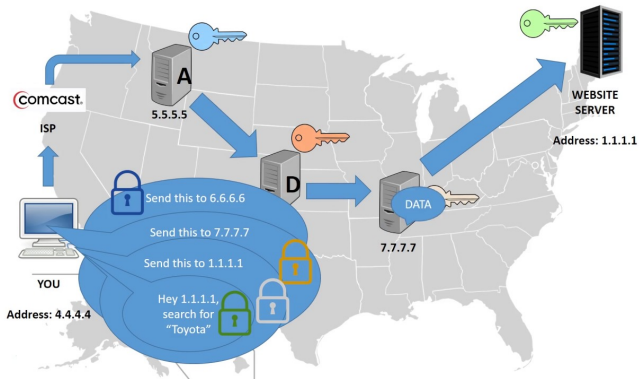 A
5.5.5.5
comcast.
ISP
WEBSITE
SERVER
Address: 1.1.1.1
D
DATA
7.7.7.7
Send this to 6.6.6.6
Send this to 7.7.7.7
Send this to 1.1.1.1
Hey 1.1.1.1,
search for
“Toyota”
YOU
Address: 4.4.4.4